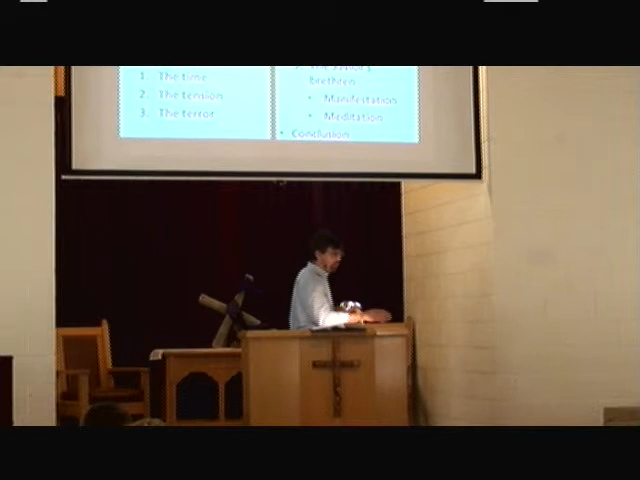 1. The time
2. The tension
3. The terror
brethren
• Manifestation
• Meditation
• Conclusion